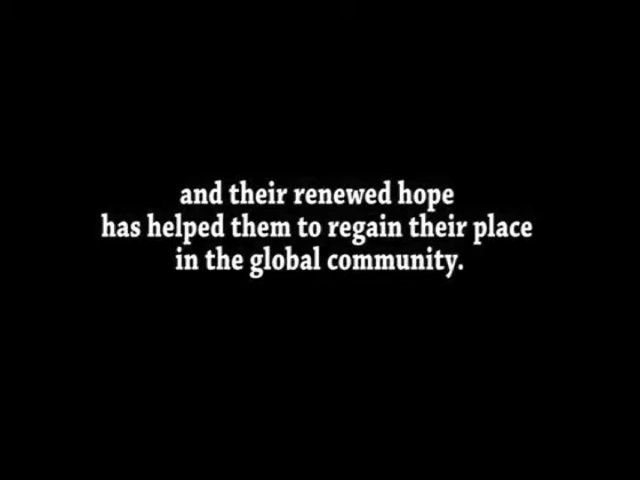 and their renewed hope
has helped them to regain their place
in the global community.